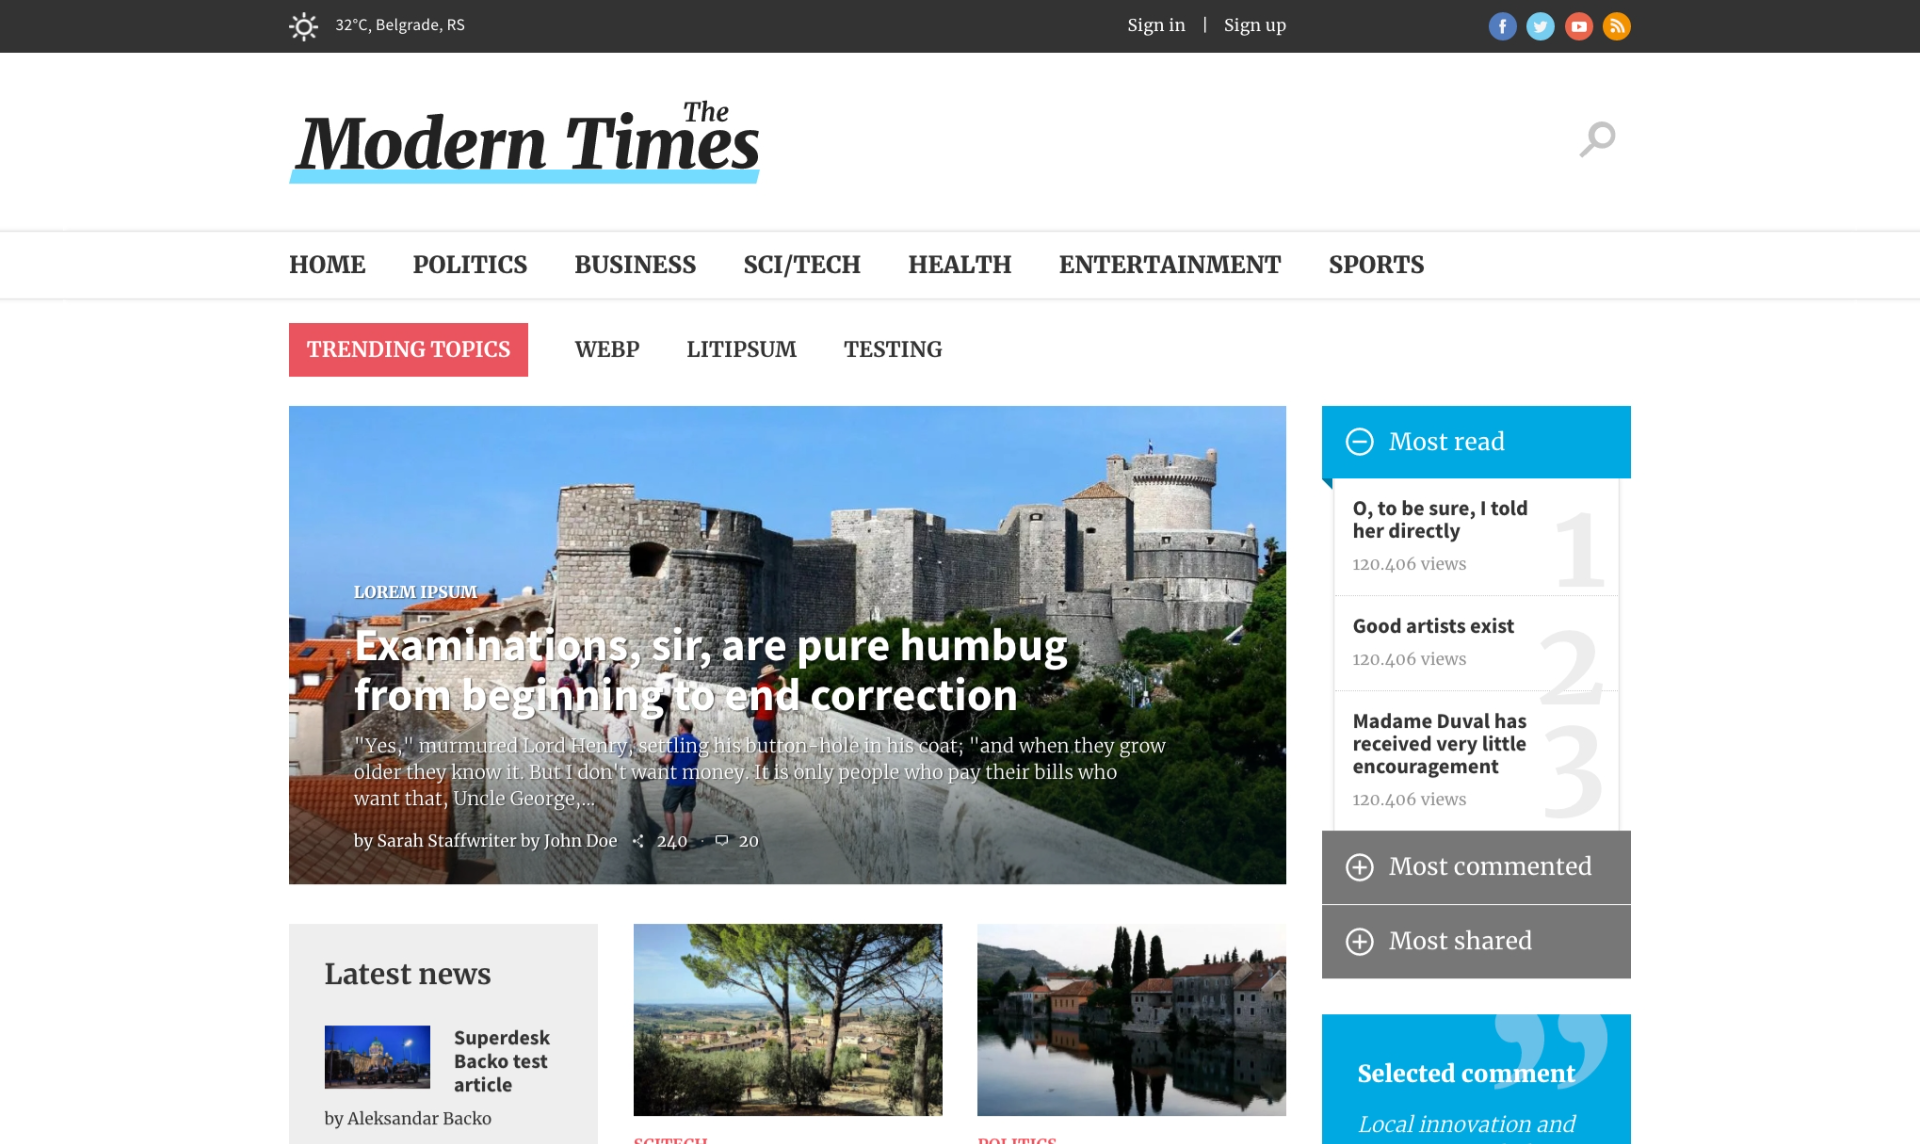 32°C, Belgrade, RS
Sign in | Sign up
The
Modern Times
HOME POLITICS BUSINESS SCI/TECH HEALTH ENTERTAINMENT SPORTS
TRENDING TOPICS WEBP LITIPSUM TESTING
LOREM IPSUM
Examinations, sir, are pure humbug
from beginning to end correction
"Yes," murmured Lord Henry, settling his button-hole in his coat; "and when they grow
older they know it. But I don't want money. It is only people who pay their bills who
want that, Uncle George,...
by Sarah Staffwriter by John Doe 240 · 20
Most read
O, to be sure, I told
her directly
120.406 views
1
Good artists exist
120.406 views
2
Madame Duval has
received very little
encouragement
120.406 views
3
Most commented
Most shared
Latest news
Superdesk
Backo test
article
by Aleksandar Backo
SCITECH
POLITICS
Selected comment
Local innovation and